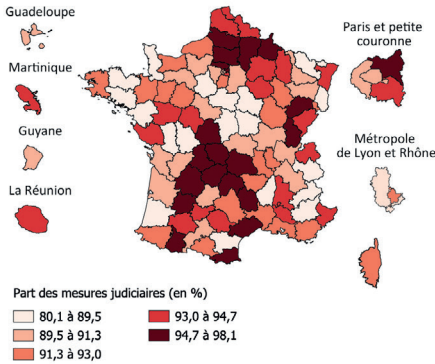 Guadeloupe
Martinique
Guyane
La Réunion
Paris et petite
couronne
Métropole
de Lyon et Rhône
Part des mesures judiciaires (en %)
80,1 à 89,5
89,5 à 91,3
91,3 à 93,0
93,0 à 94,7
94,7 à 98,1